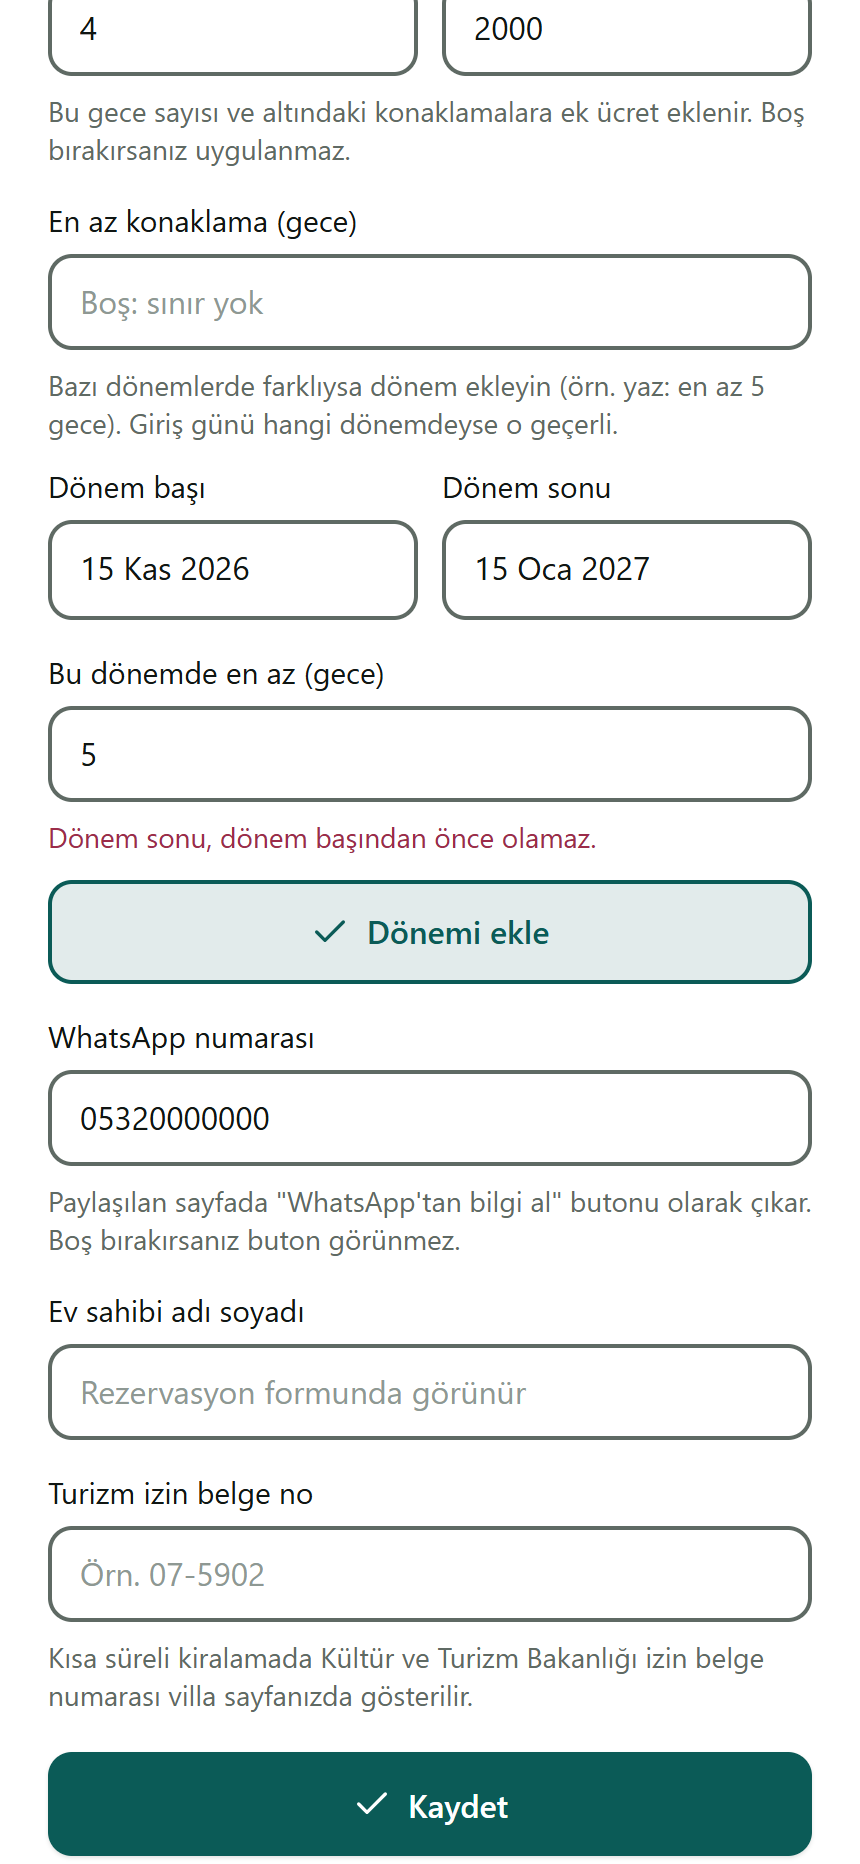 4
2000
Bu gece sayısı ve altındaki konaklamalara ek ücret eklenir. Boş
bırakırsanız uygulanmaz.
En az konaklama (gece)
Boş: sınır yok
Bazı dönemlerde farklıysa dönem ekleyin (örn. yaz: en az 5
gece). Giriş günü hangi dönemdeyse o geçerli.
Dönem başı
Dönem sonu
15 Kas 2026
15 Oca 2027
Bu dönemde en az (gece)
5
Dönem sonu, dönem başından önce olamaz.
Dönemi ekle
WhatsApp numarası
05320000000
Paylaşılan sayfada "WhatsApp'tan bilgi al" butonu olarak çıkar.
Boş bırakırsanız buton görünmez.
Ev sahibi adı soyadı
Rezervasyon formunda görünür
Turizm izin belge no
Örn. 07-5902
Kısa süreli kiralamada Kültür ve Turizm Bakanlığı izin belge
numarası villa sayfanızda gösterilir.
Kaydet